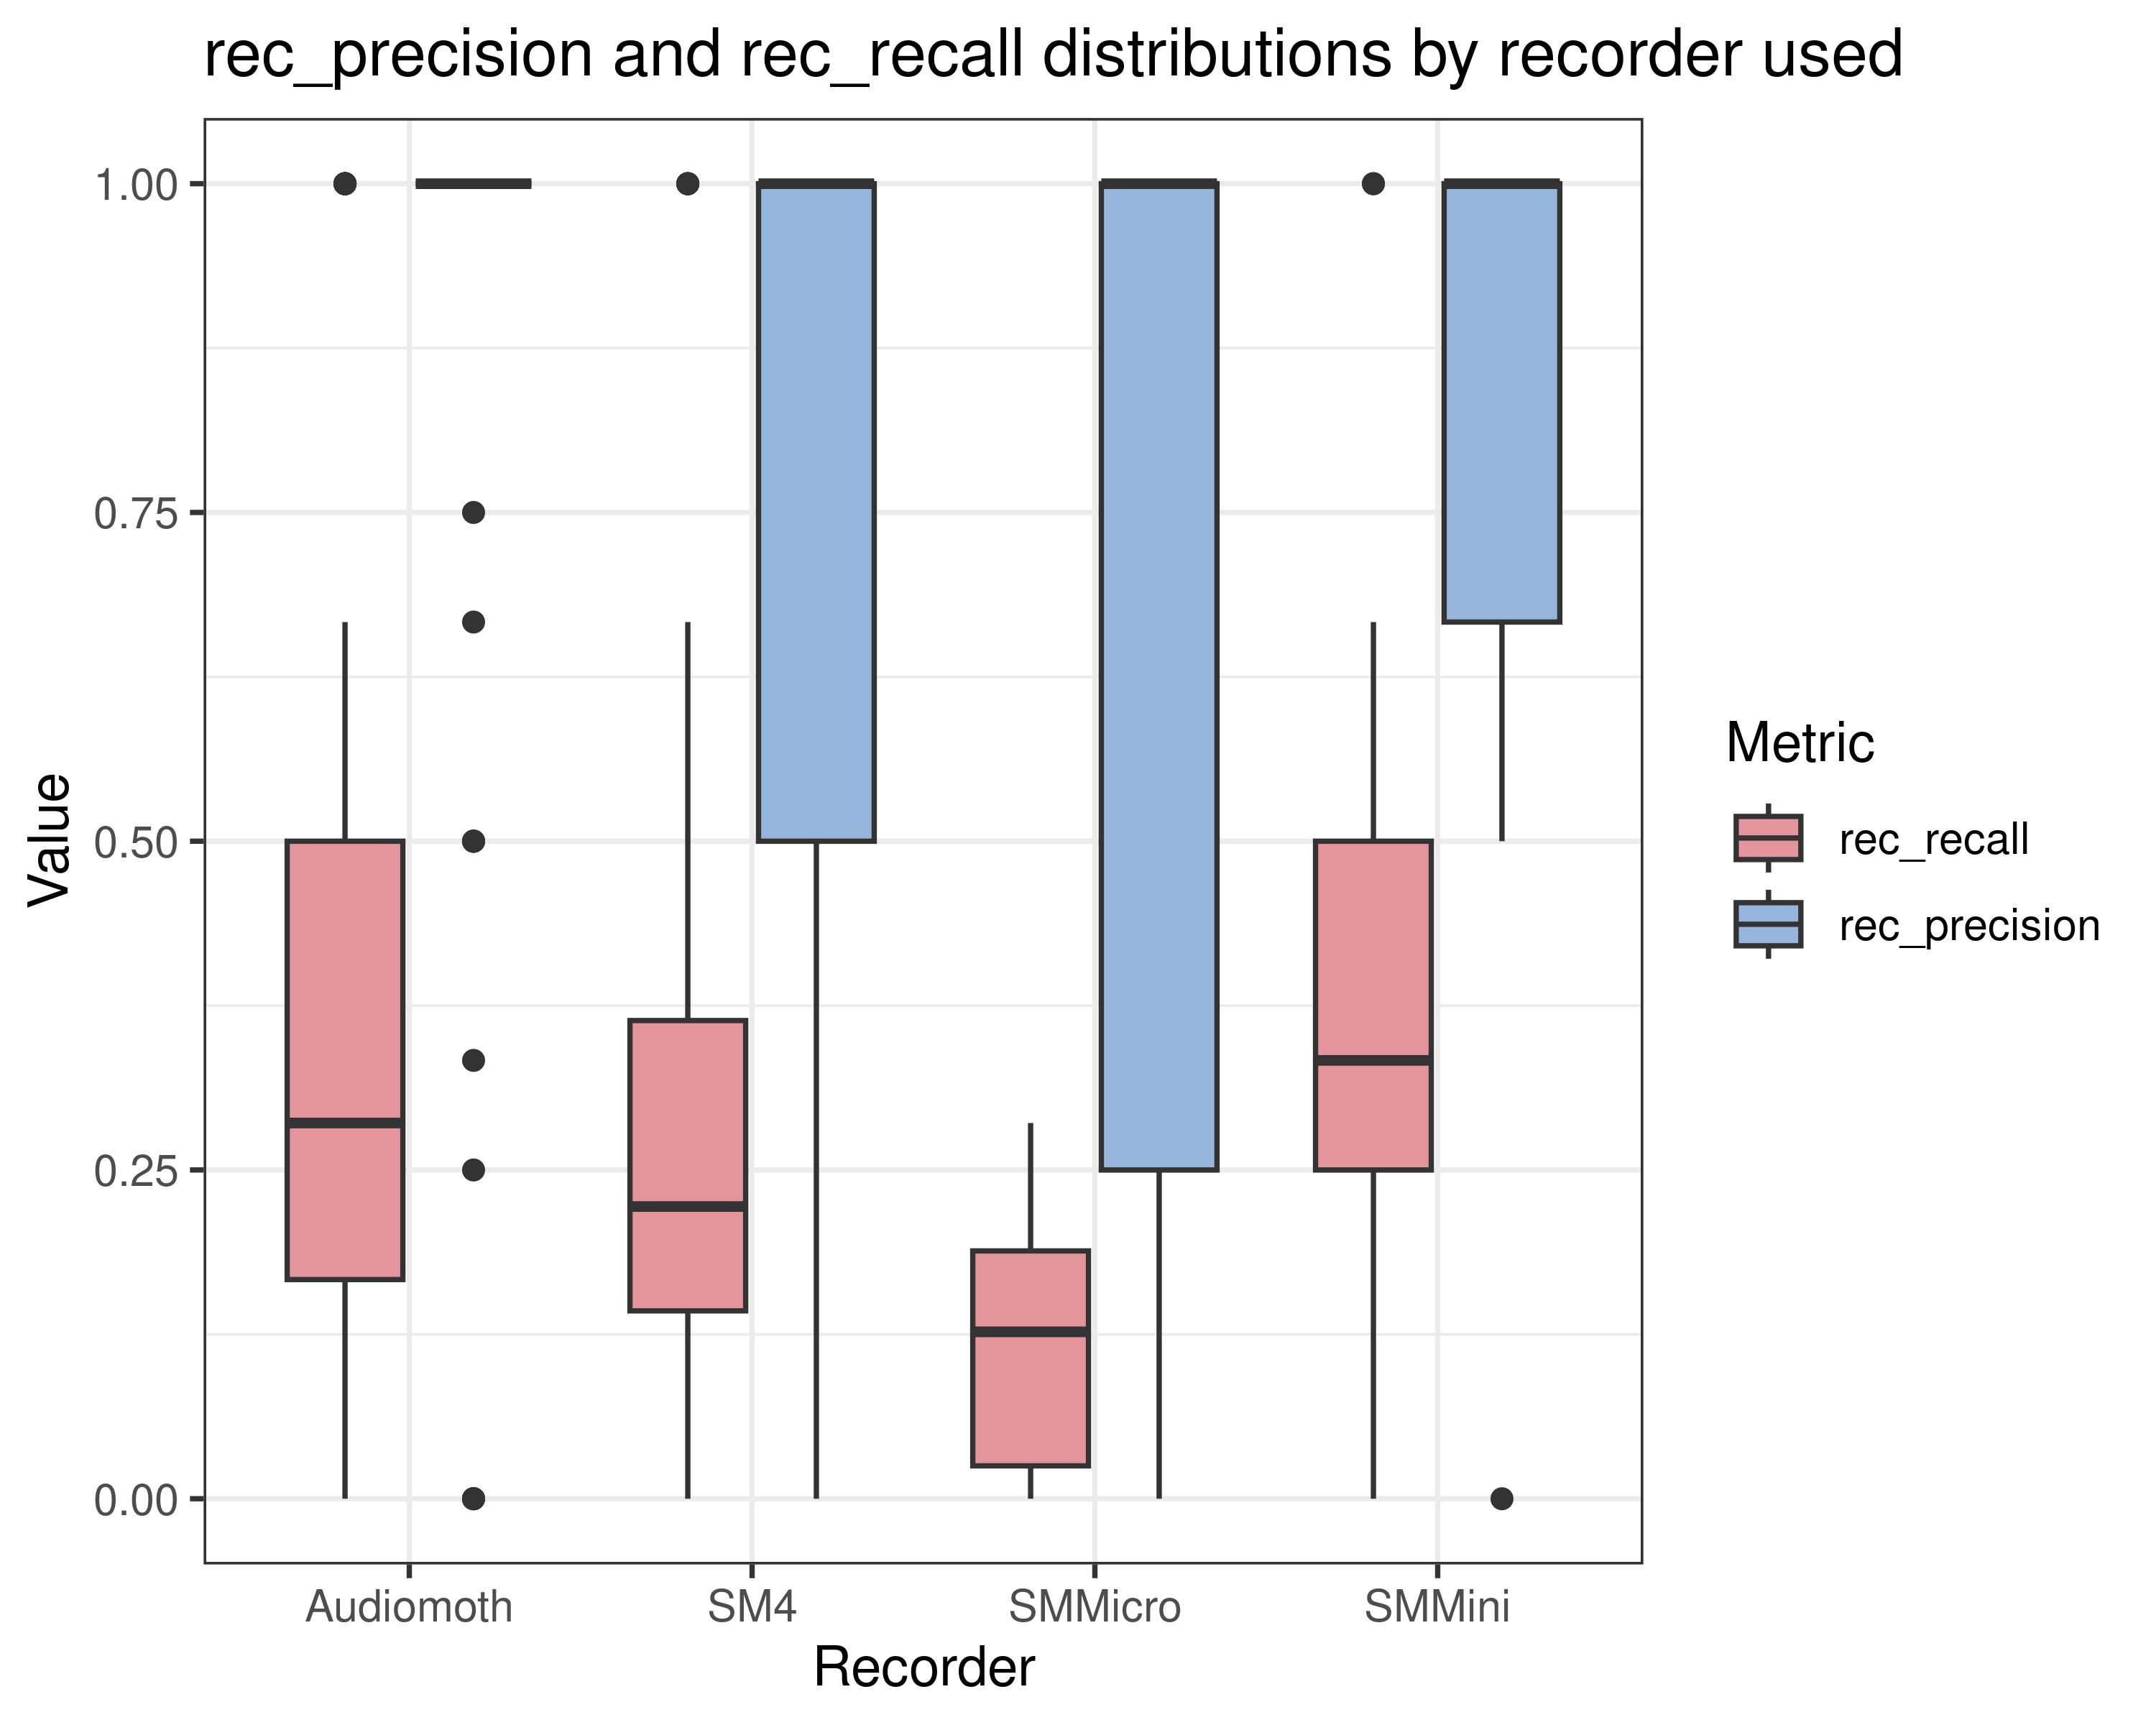 rec_precision and rec_recall distributions by recorder used
1.00
0.75
0.50
0.25
0.00
Value
Audiomoth SM4 SMMicro SMMini
Recorder
Metric
rec_recall
rec_precision